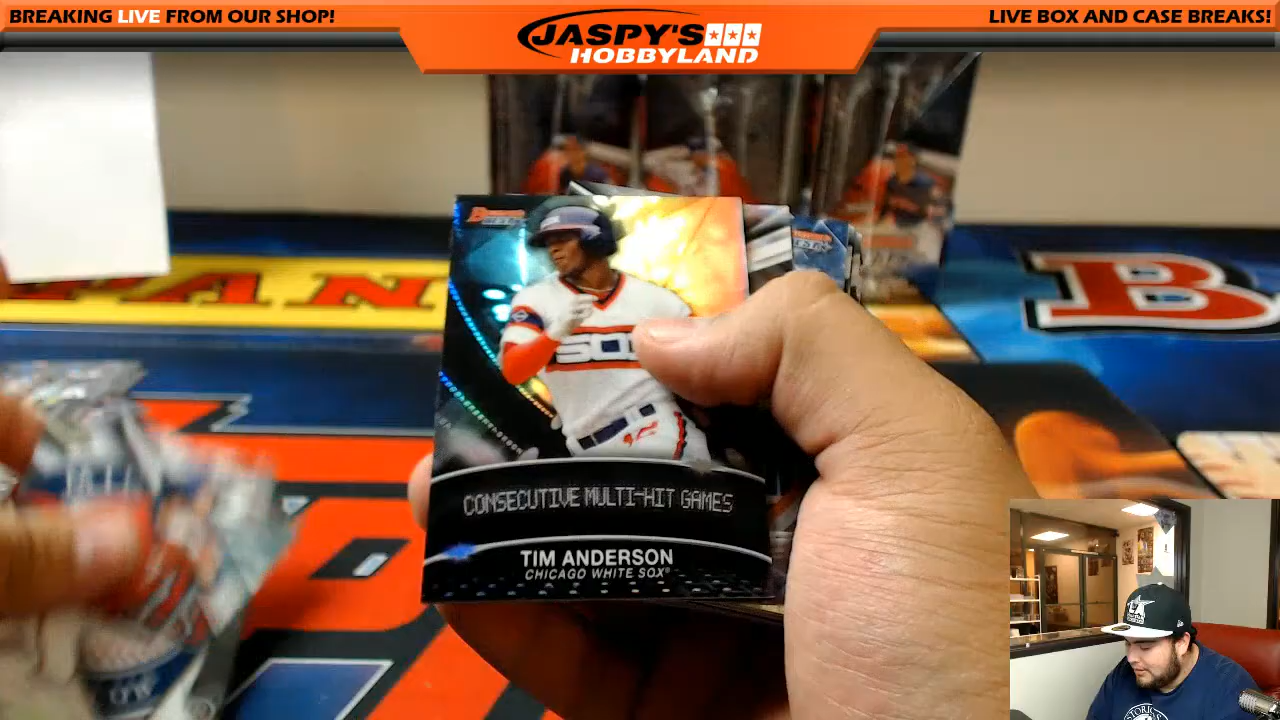 BREAKING LIVE FROM OUR SHOP!
JASPY'S
HOBBYLAND
LIVE BOX AND CASE BREAKS!
SOX
CONSECUTIVE MULTI-HIT GAMES
TIM ANDERSON
CHICAGO WHITE SOX